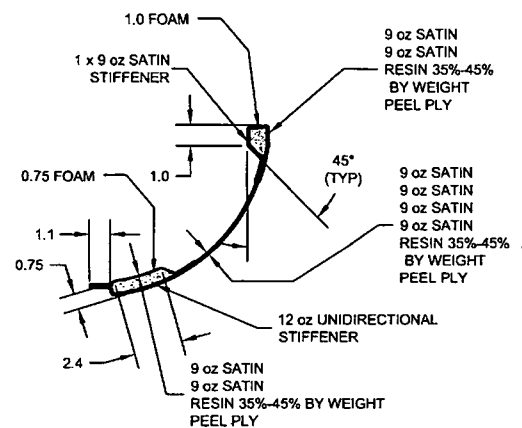 1.0 FOAM
1 x 9 oz SATIN
STIFFENER
9 oz SATIN
9 oz SATIN
RESIN 35%-45%
BY WEIGHT
PEEL PLY
1.0
45°
(TYP)
0.75 FOAM
9 oz SATIN
9 oz SATIN
9 oz SATIN
9 oz SATIN
RESIN 35%-45%
BY WEIGHT
PEEL PLY
1.1
0.75
12 oz UNIDIRECTIONAL
STIFFENER
2.4
9 oz SATIN
9 oz SATIN
RESIN 35%-45% BY WEIGHT
PEEL PLY